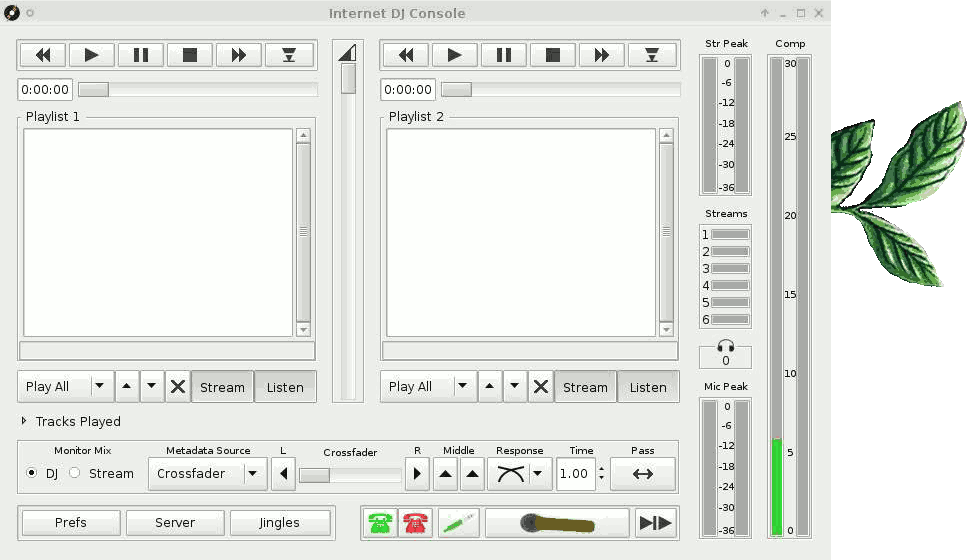 Internet DJ Console
0:00:00
0:00:00
Playlist 1
Playlist 2
Play All
Stream
Listen
Play All
Stream
Listen
Tracks Played
Monitor Mix
DJ
Stream
Metadata Source
Crossfader
L
Crossfader
R
Middle
Response
Time
1.00
Pass
Prefs
Server
Jingles
Str Peak
0
-6
-12
-18
-24
-30
-36
Streams
1
2
3
4
5
6
0
Mic Peak
0
-6
-12
-18
-24
-30
-36
Comp
30
25
20
15
10
5
0